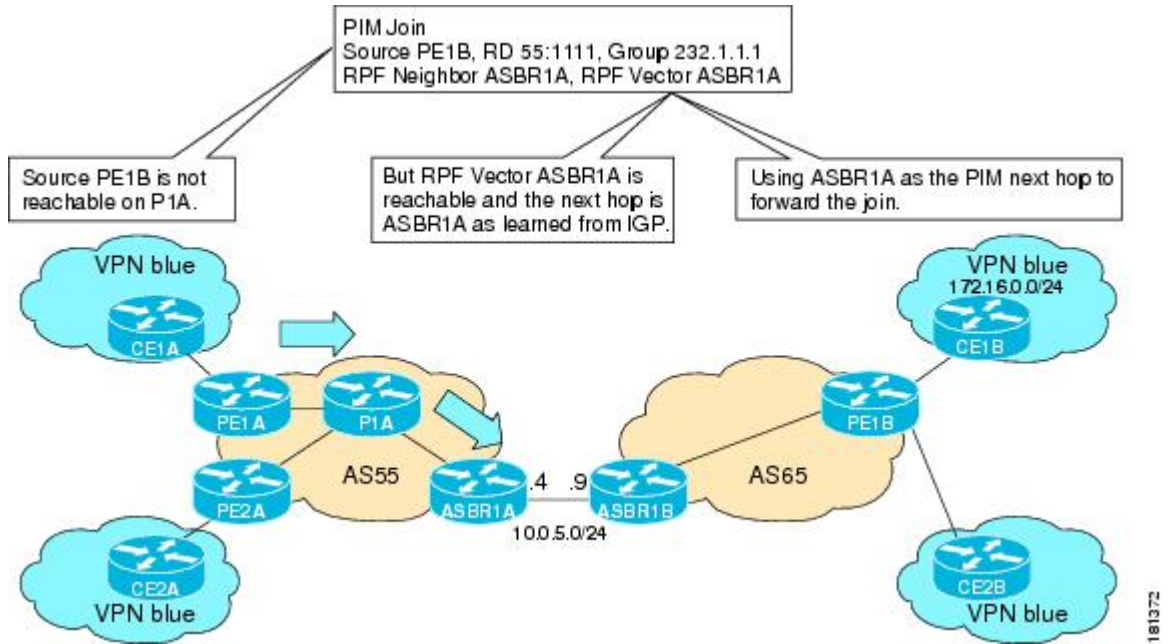 PIM Join
Source PE1B, RD 55:1111, Group 232.1.1.1
RPF Neighbor ASBR1A, RPF Vector ASBR1A
Source PE1B is not
reachable on P1A.
But RPF Vector ASBR1A is
reachable and the next hop is
ASBR1A as learned from IGP.
Using ASBR1A as the PIM next hop to
forward the join.
VPN blue
CE1A
VPN blue
172.16.0.0/24
CE1B
PE1A
P1A
PE1B
PE2A
AS55
ASBR1A
.4
.9
ASBR1B
AS65
10.0.5.0/24
CE2A
VPN blue
CE2B
VPN blue
181372